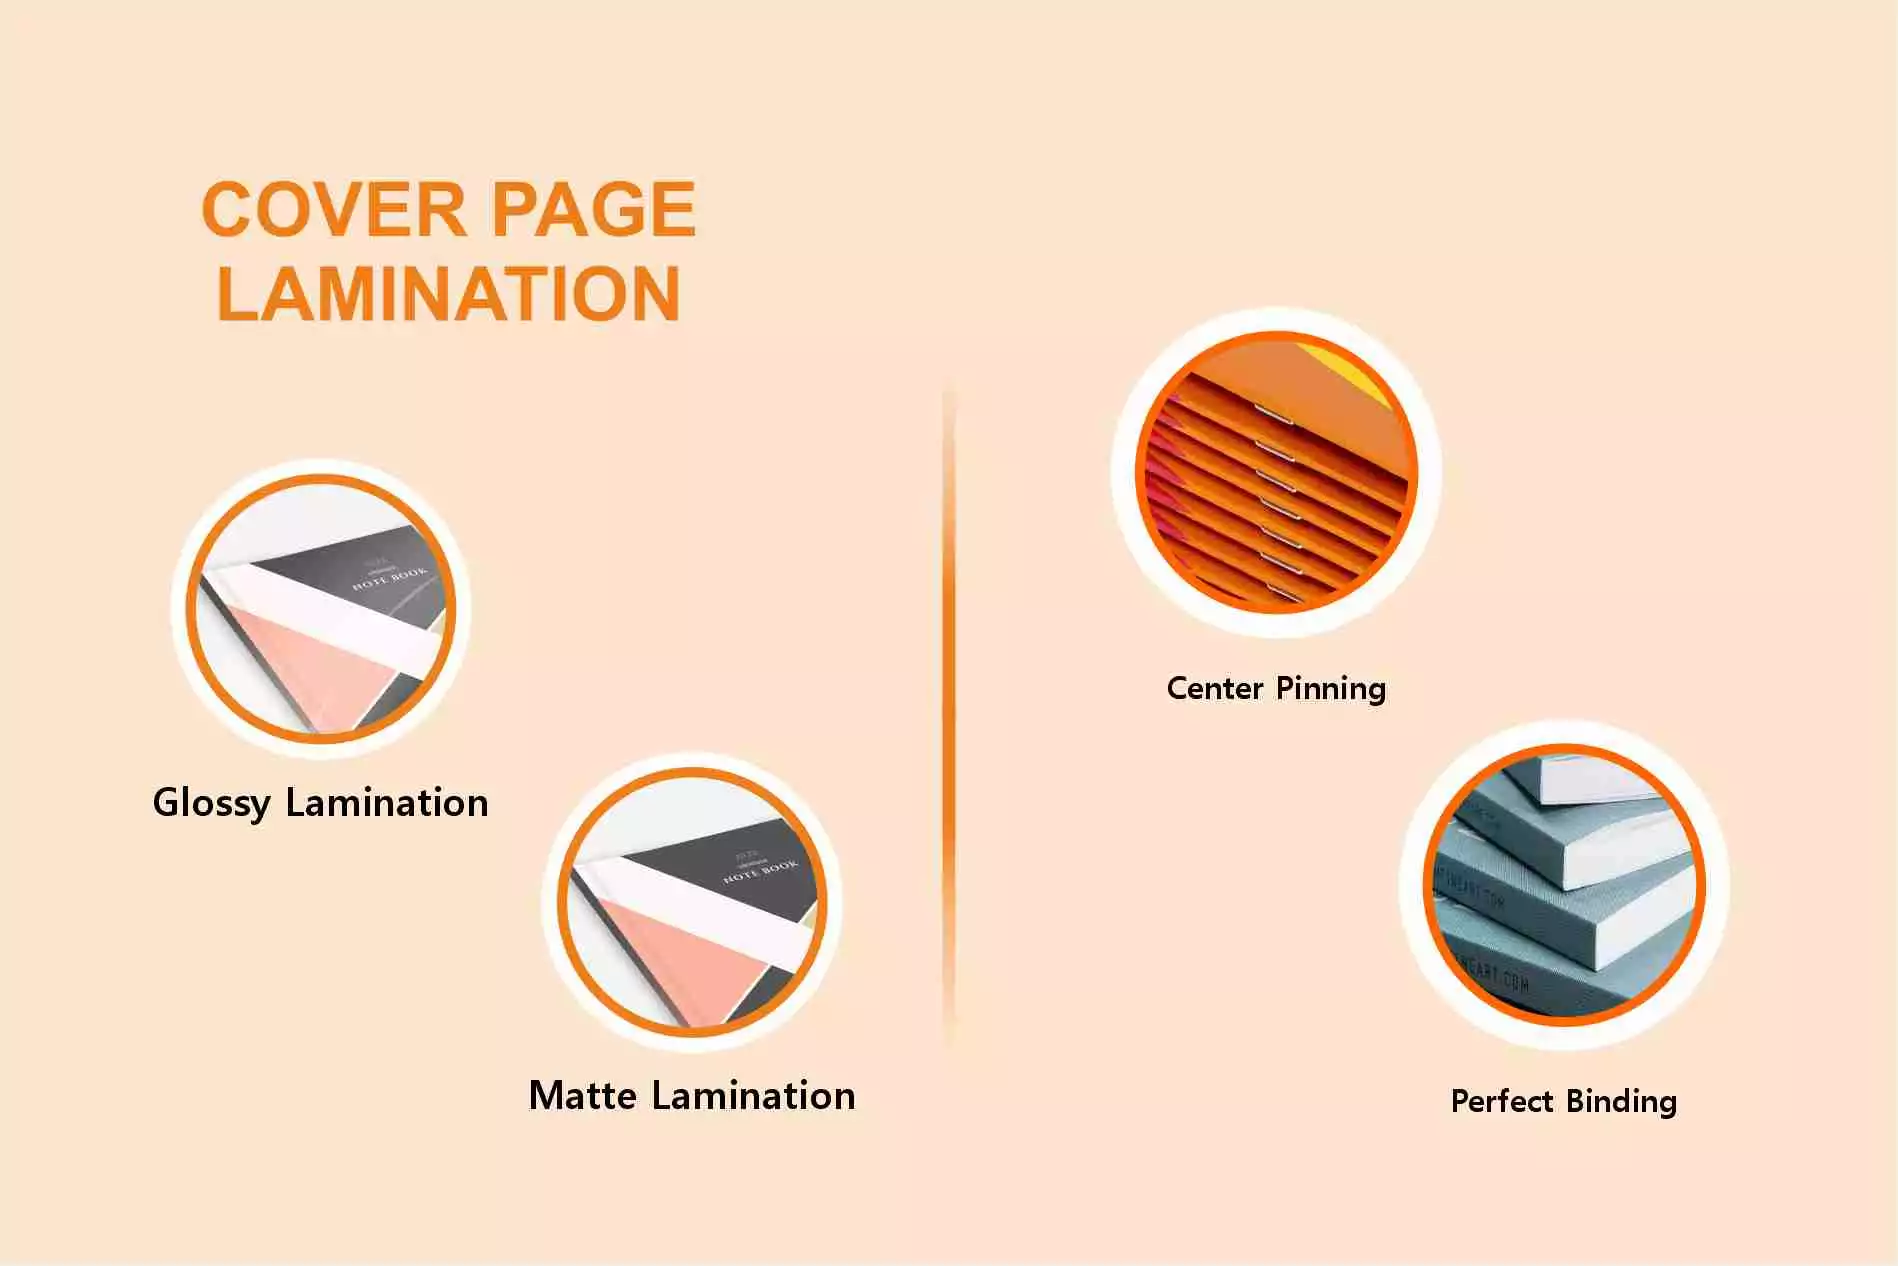 COVER PAGE
LAMINATION
NOTE BOOK
Glossy Lamination
NOTE BOOK
Matte Lamination
Center Pinning
Perfect Binding